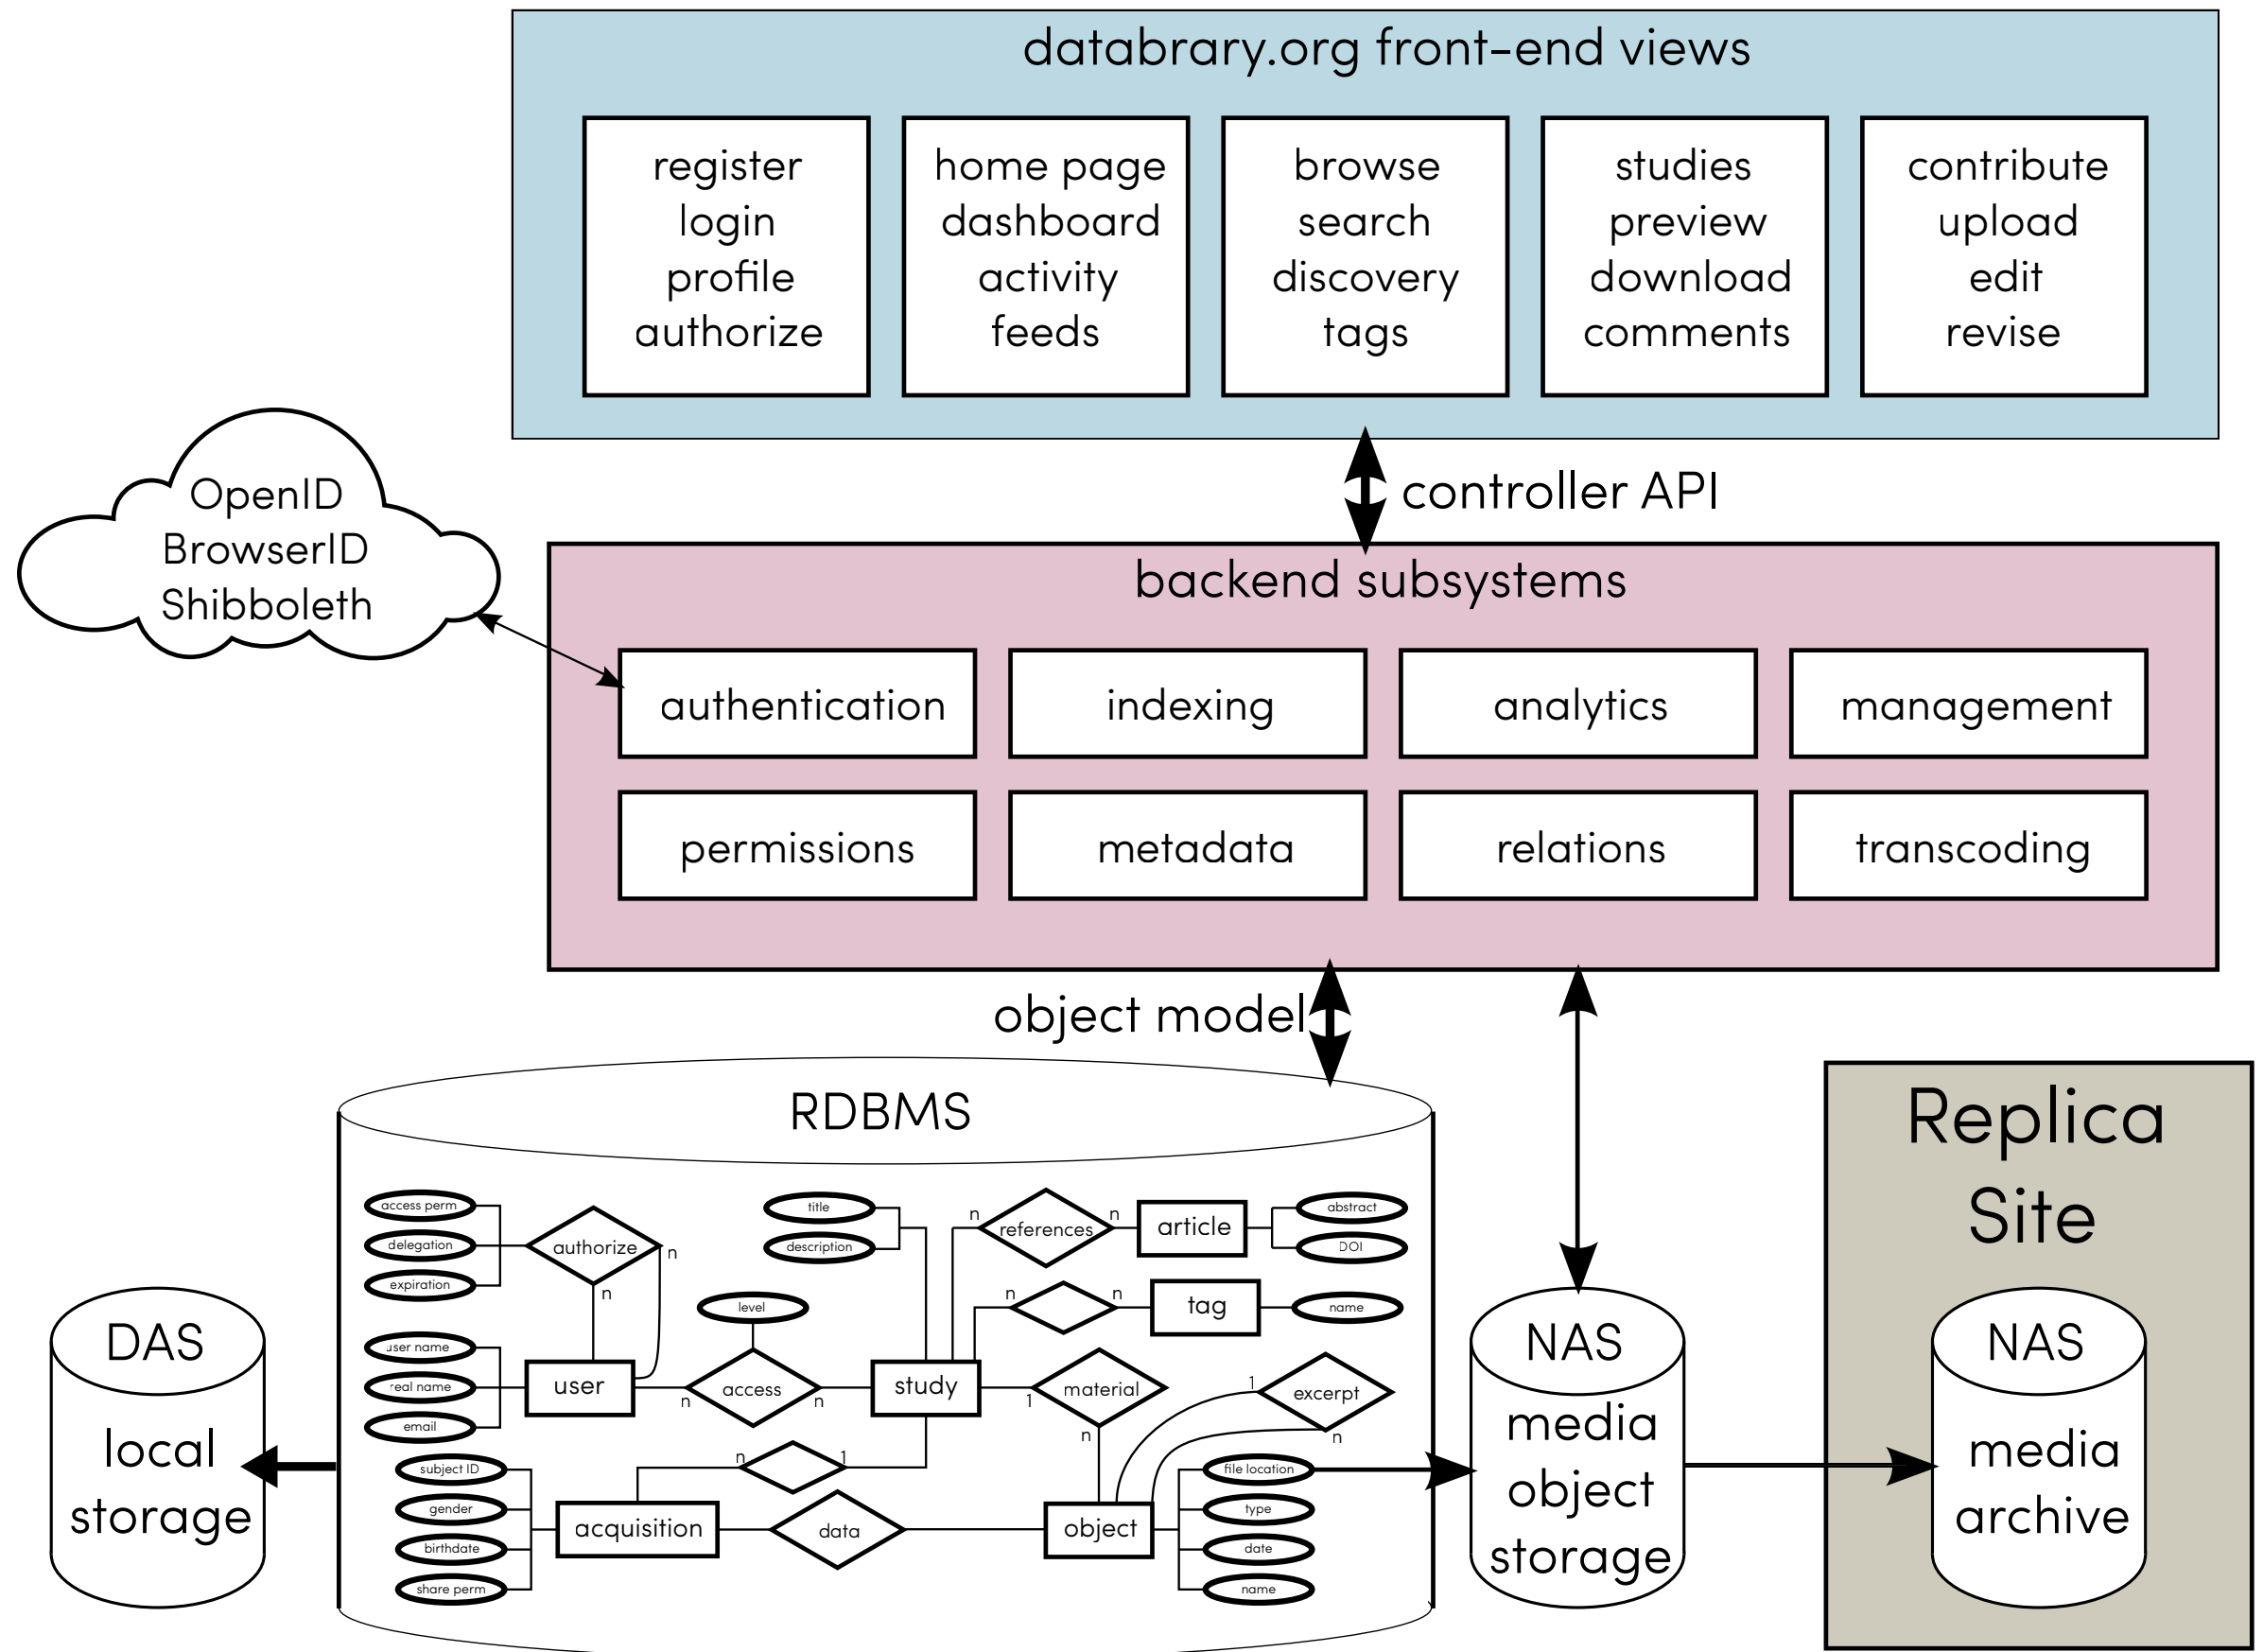 databrary.org front-end views
register
login
profile
authorize
home page
dashboard
activity
feeds
browse
search
discovery
tags
studies
preview
download
comments
contribute
upload
edit
revise
controller API
OpenID
BrowserID
Shibboleth
backend subsystems
authentication
indexing
analytics
management
permissions
metadata
relations
transcoding
object model
RDBMS
access perm
delegation
expiration
authorize
n
n
title
description
n
references
n
article
abstract
DOI
n
n
tag
name
level
user name
real name
email
user
n
access
n
study
1
material
n
1
excerpt
n
n
1
subject ID
gender
birthdate
share perm
acquisition
data
object
file location
type
date
name
DAS
local
storage
NAS
media
object
storage
Replica
Site
NAS
media
archive